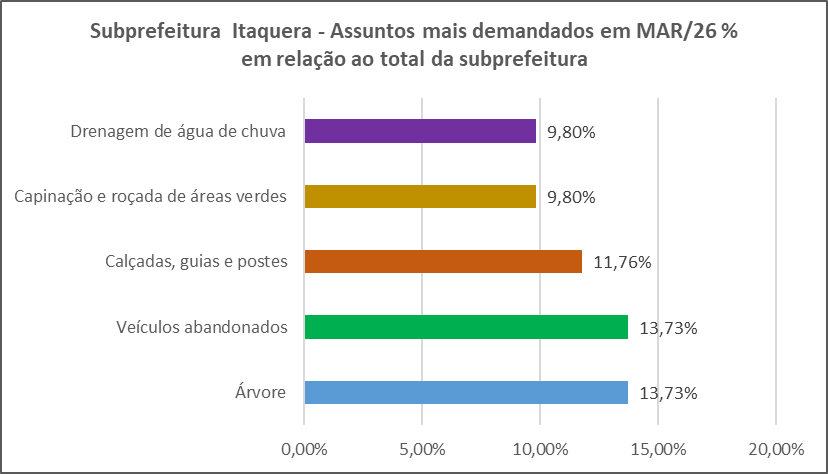 Subprefeitura Itaquera - Assuntos mais demandados em MAR/26 %
em relação ao total da subprefeitura
Drenagem de água de chuva 9,80%
Capinação e roçada de áreas verdes 9,80%
Calçadas, guias e postes 11,76%
Veículos abandonados 13,73%
Árvore 13,73%
0,00% 5,00% 10,00% 15,00% 20,00%